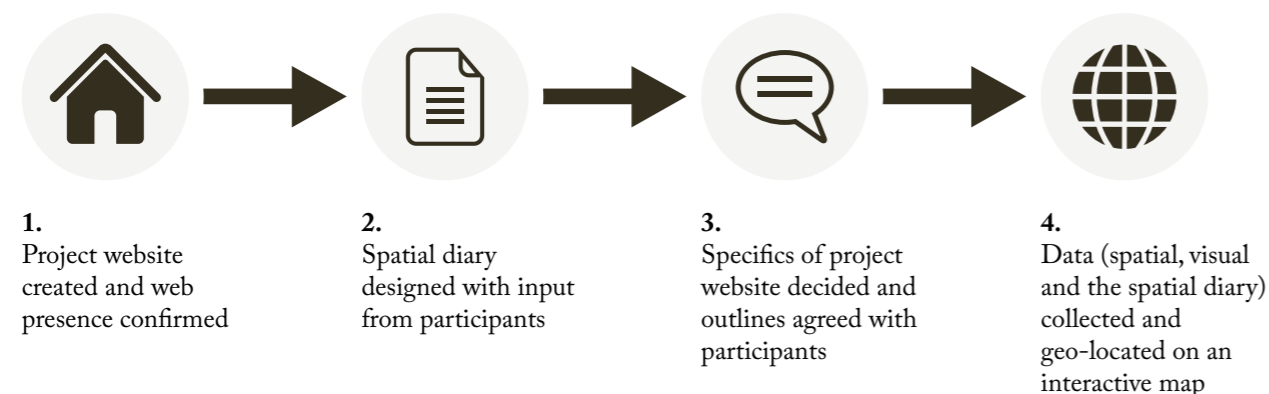 1.
Project website
created and web
presence confirmed
2.
Spatial diary
designed with input
from participants
3.
Specifics of project
website decided and
outlines agreed with
participants
4.
Data (spatial, visual
and the spatial diary)
collected and
geo-located on an
interactive map